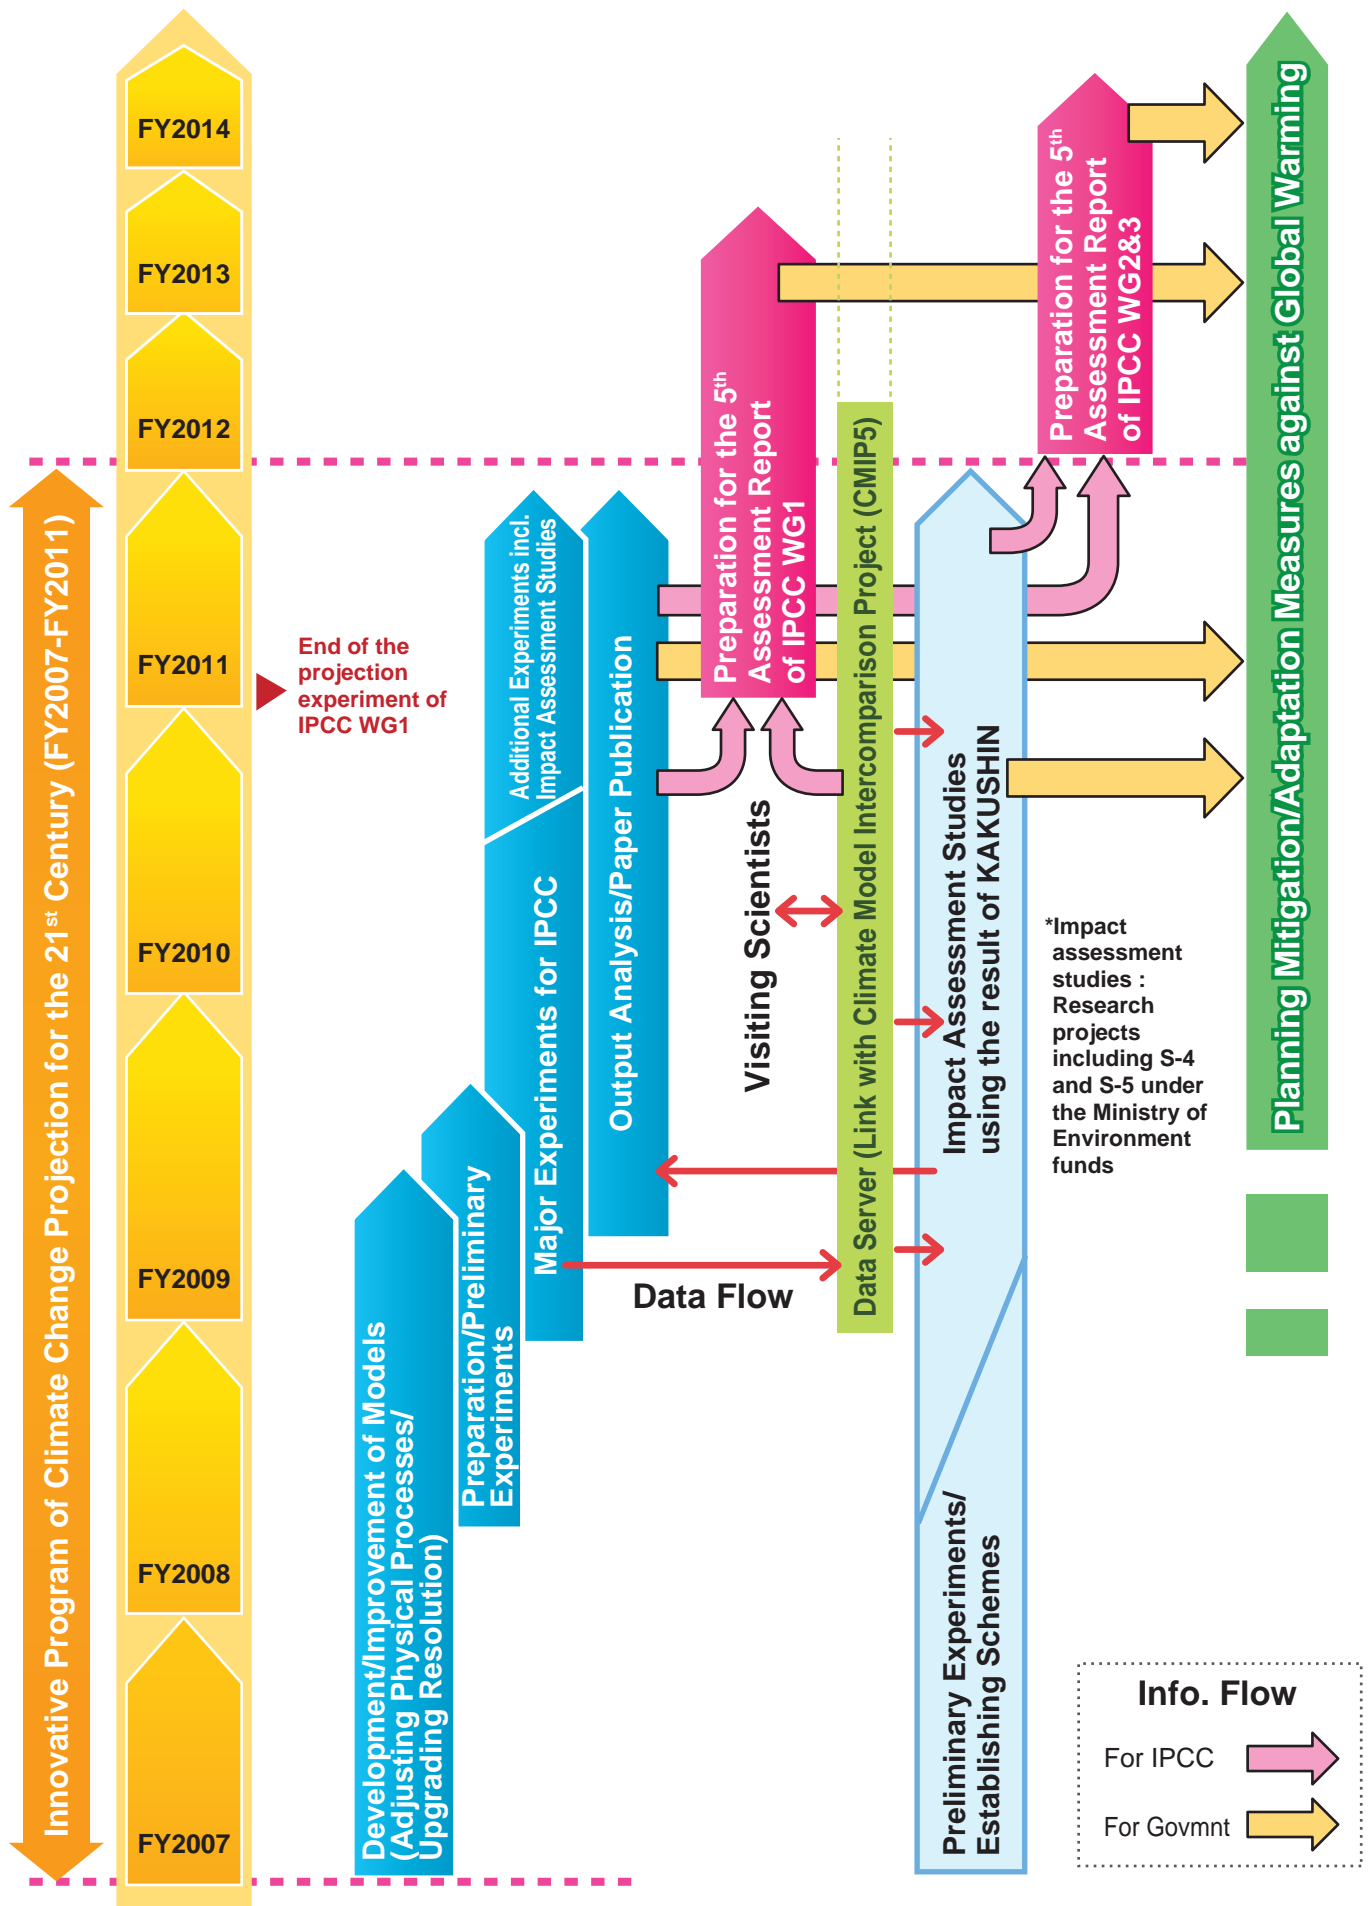 Innovative Program of Climate Change Projection for the 21st Century (FY2007-FY2011)
FY2014
FY2013
FY2012
FY2011
FY2010
FY2009
FY2008
FY2007
End of the
projection
experiment of
IPCC WG1
Development/Improvement of Models
(Adjusting Physical Processes/
Upgrading Resolution)
Preparation/Preliminary
Experiments
Major Experiments for IPCC
Additional Experiments incl.
Impact Assessment Studies
Output Analysis/Paper Publication
Preparation for the 5th
Assessment Report
of IPCC WG1
Visiting Scientists
Data Flow
Data Server (Link with Climate Model Intercomparison Project (CMIP5)
Impact Assessment Studies
using the result of KAKUSHIN
Preliminary Experiments/
Establishing Schemes
Preparation for the 5th
Assessment Report
of IPCC WG2&3
*Impact
assessment
studies :
Research
projects
including S-4
and S-5 under
the Ministry of
Environment
funds
Planning Mitigation/Adaptation Measures against Global Warming
Info. Flow
For IPCC
For Govmnt